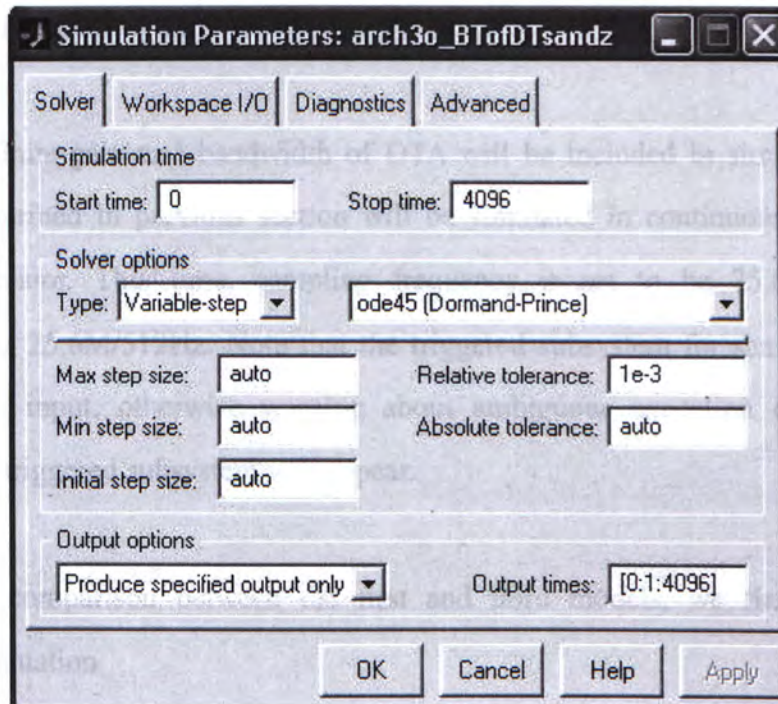 Simulation Parameters: arch3o_BTofDTsandz
Solver Workspace I/O Diagnostics Advanced
Simulation time
Start time: 0 Stop time: 4096
Solver options
Type: Variable-step ode45 (Dormand-Prince)
Max step size: auto Relative tolerance: 1e-3
Min step size: auto Absolute tolerance: auto
Initial step size: auto
Output options
Produce specified output only Output times: [0:1:4096]
OK Cancel Help Apply